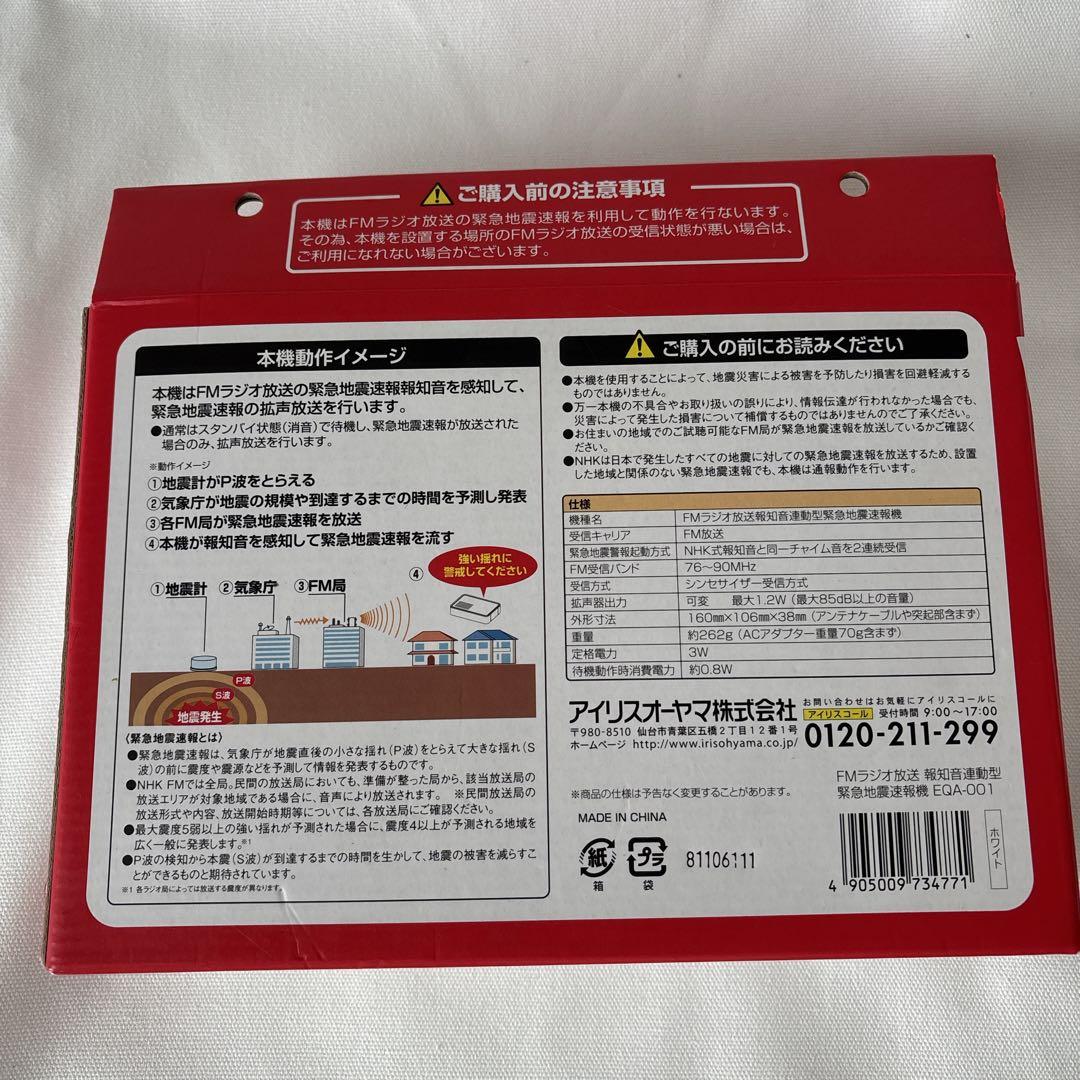 ⚠ご購入前の注意事項
本機はFMラジオ放送の緊急地震速報を利用して動作を行ないます。
その為、本機を設置する場所のFMラジオ放送の受信状態が悪い場合は、
ご利用になれない場合がございます。
本機動作イメージ
本機はFMラジオ放送の緊急地震速報報知音を感知して、
緊急地震速報の拡声放送を行います。
●通常はスタンバイ状態(消音)で待機し、緊急地震速報が放送された
場合のみ、拡声放送を行います。
※動作イメージ
①地震計がP波をとらえる
②気象庁が地震の規模や到達するまでの時間を予測し発表
③各FM局が緊急地震速報を放送
④本機が報知音を感知して緊急地震速報を流す
①地震計 ②気象庁 ③FM局 ④
強い揺れに
警戒してください
P波
S波
地震発生
〈緊急地震速報とは〉
●緊急地震速報は、気象庁が地震直後の小さな揺れ(P波)をとらえて大きな揺れ(S
波)の前に震度や震源などを予測して情報を発表するものです。
●NHK FMでは全局。民間の放送局においても、準備が整った局から、該当放送局の
放送エリアが対象地域である場合に、音声により放送されます。 ※民間放送局の
放送形式や内容、放送開始時期等については、各放送局にご確認ください。
●最大震度5弱以上の強い揺れが予測された場合に、震度4以上が予測される地域を
広く一般に発表します。※1
●P波の検知から本震(S波)が到達するまでの時間を生かして、地震の被害を減らすこ
とができるものと期待されています。
※1 各ラジオ局によっては放送する震度が異なります。
⚠ご購入の前にお読みください
●本機を使用することによって、地震災害による被害を予防したり損害を回避軽減する
ものではありません。
●万一本機の不具合やお取り扱いの誤りにより、情報伝達が行われなかった場合でも、
災害によって発生した損害について補償するものではありませんのでご了承ください。
●お住まいの地域でのご試聴可能なFM局が緊急地震速報を放送しているかご確認く
ださい。
●NHKは日本で発生したすべての地震に対しての緊急地震速報を放送するため、設置
した地域と関係のない緊急地震速報でも、本機は通報動作を行います。
仕様
機種名 FMラジオ放送報知音連動型緊急地震速報機
受信キャリア FM放送
緊急地震警報起動方式 NHK式報知音と同一チャイム音を2連続受信
FM受信バンド 76〜90MHz
受信方式 シンセサイザー受信方式
拡声器出力 可変 最大1.2W(最大85dB以上の音量)
外形寸法 160mm×106mm×38mm(アンテナケーブルや突起部含まず)
重量 約262g(ACアダプター重量70g含まず)
定格電力 3W
待機動作時消費電力 約0.8W
アイリスオーヤマ株式会社
〒980-8510 仙台市青葉区五橋2丁目12番1号
ホームページ http://www.irisohyama.co.jp/
お問い合わせはお気軽にアイリスコールに
アイリスコール 受付時間 9:00〜17:00
0120-211-299
※商品の仕様は予告なく変更することがあります。
FMラジオ放送 報知音連動型
緊急地震速報機 EQA-001
MADE IN CHINA
紙
箱
プラ
袋
81106111
4 905009 734771
ホワイト